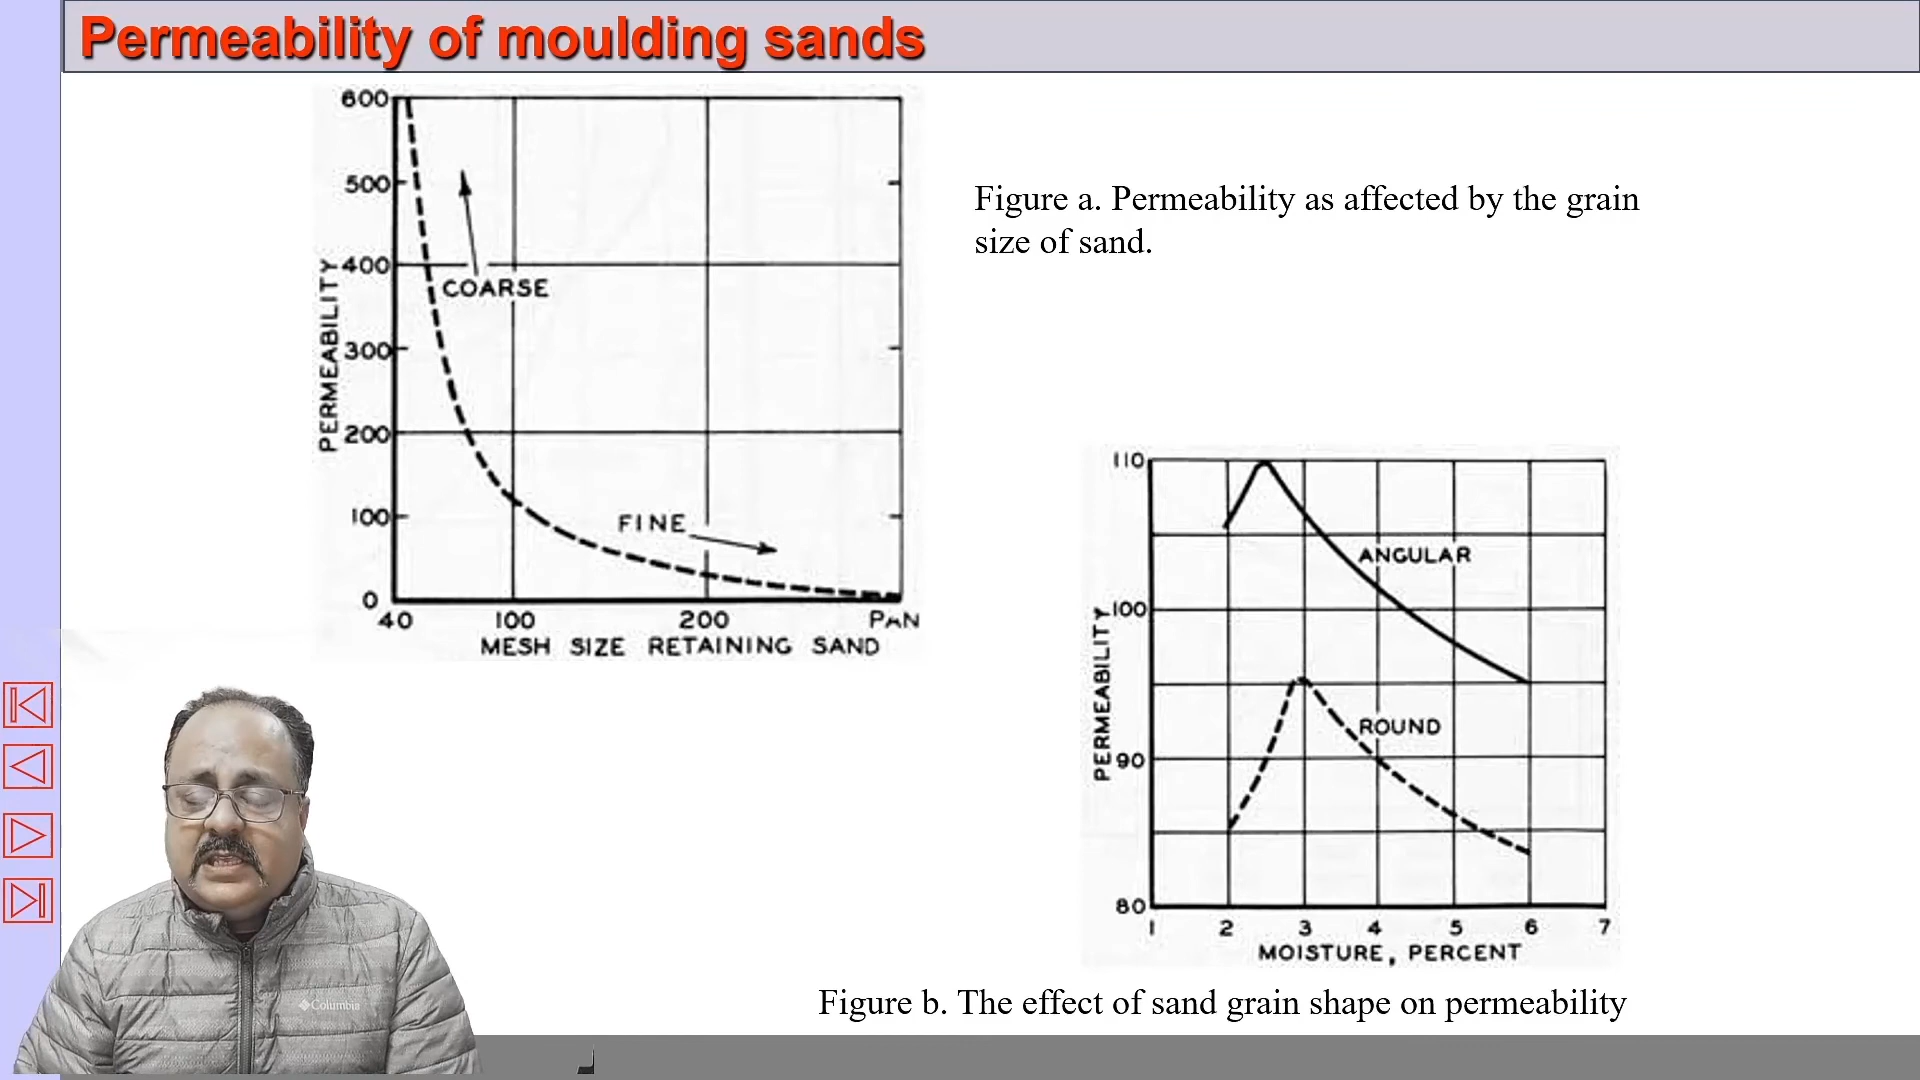 Permeability of moulding sands
600
500
400
300
200
100
0
PERMEABILITY
COARSE
FINE
40 100 200 PAN
MESH SIZE RETAINING SAND
Figure a. Permeability as affected by the grain
size of sand.
110
100
90
80
PERMEABILITY
ANGULAR
ROUND
1 2 3 4 5 6 7
MOISTURE, PERCENT
Figure b. The effect of sand grain shape on permeability
Columbia